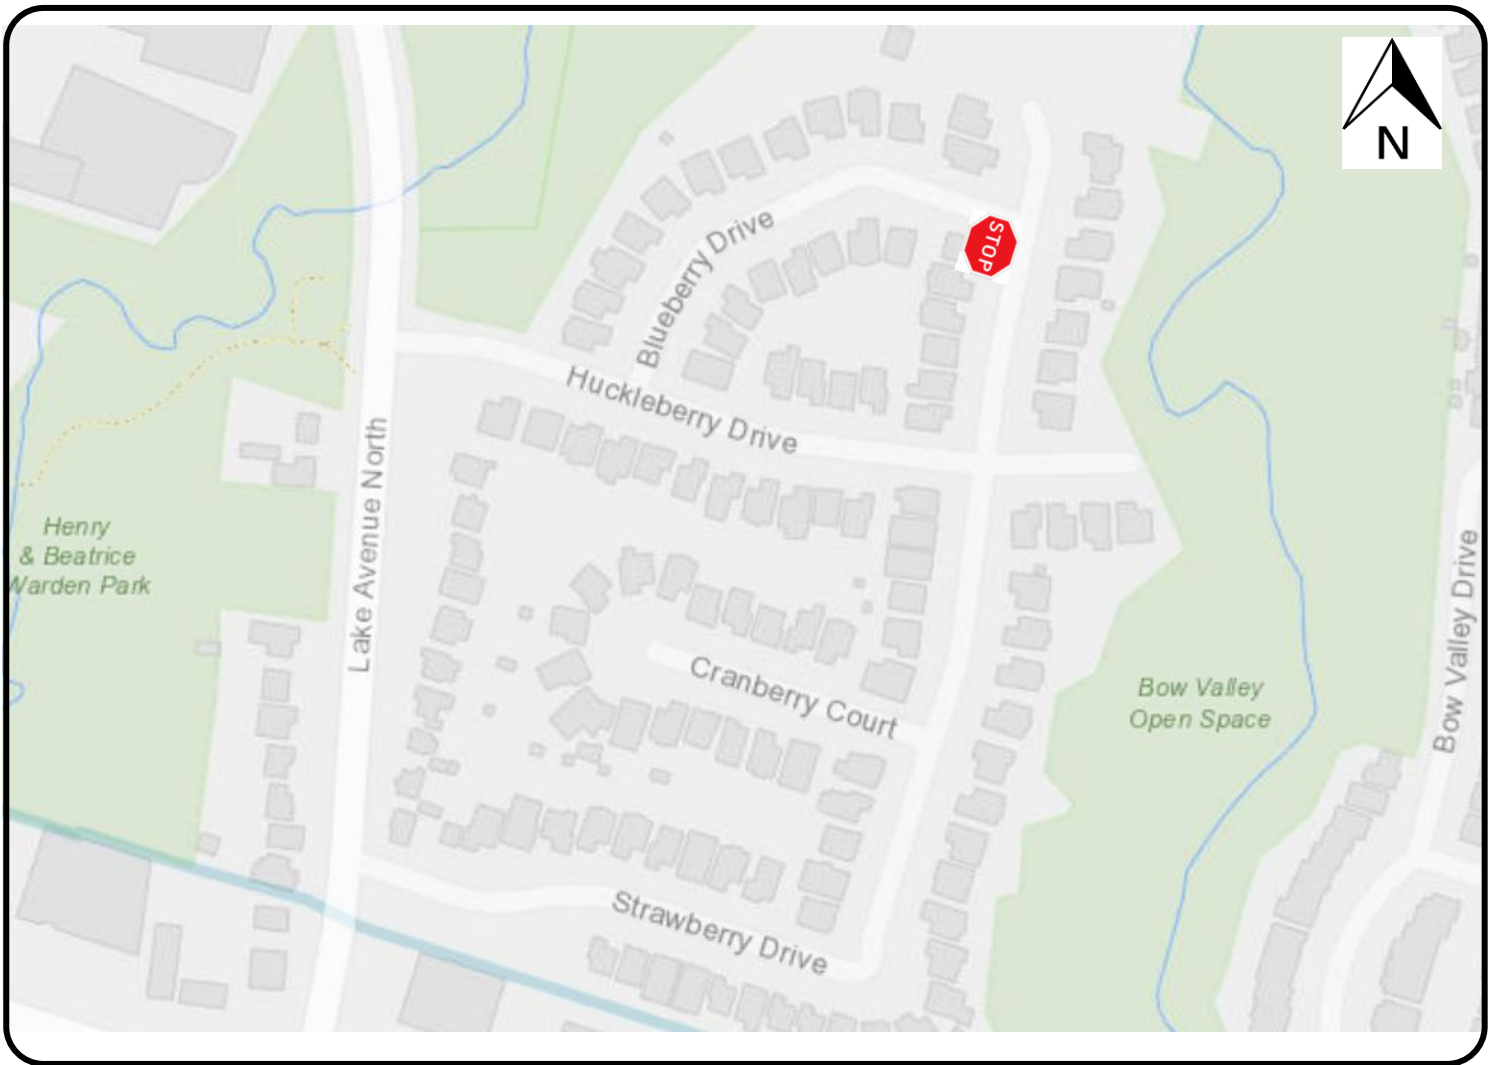 N
STOP
Blueberry Drive
Huckleberry Drive
Lake Avenue North
Henry
& Beatrice
Warden Park
Cranberry Court
Bow Valley
Open Space
Bow Valley Drive
Strawberry Drive